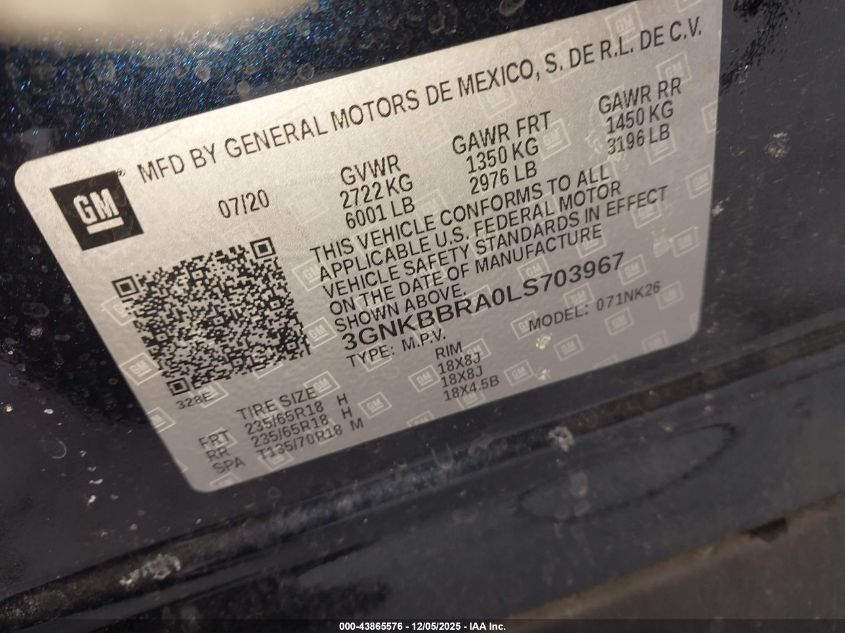 MFD BY GENERAL MOTORS DE MEXICO, S. DE R.L. DE C.V.
GM ®
07/20
GVWR
2722 KG
6001 LB
GAWR FRT
1350 KG
2976 LB
GAWR RR
1450 KG
3196 LB
THIS VEHICLE CONFORMS TO ALL
APPLICABLE U.S. FEDERAL MOTOR
VEHICLE SAFETY STANDARDS IN EFFECT
ON THE DATE OF MANUFACTURE
SHOWN ABOVE.
3GNKBBRA0LS703967
TYPE: M.P.V.
MODEL: 071NK26
328E
TIRE SIZE RIM
FRT 235/65R18 H 18X8J
RR 235/65R18 H 18X8J
SPA T135/70R18 M 18X4.5B
000-43865576 - 12/05/2025 - IAA Inc.